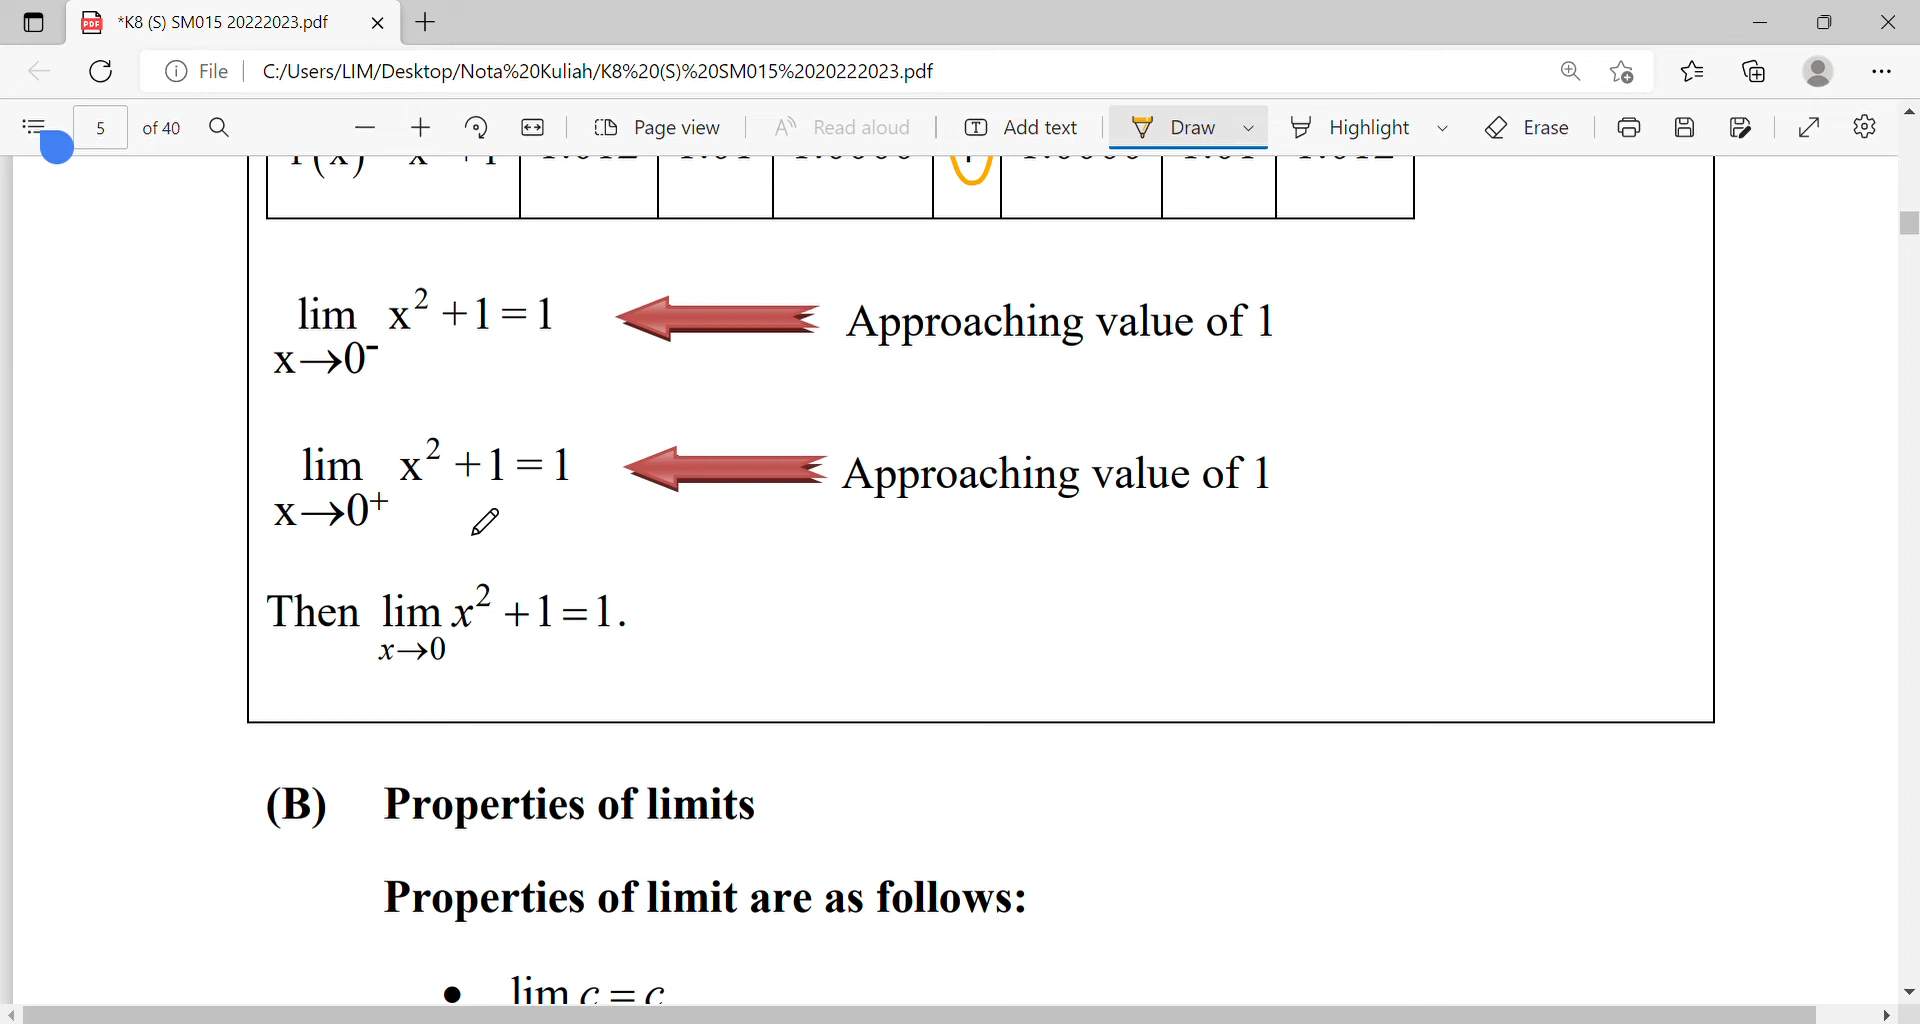 *K8 (S) SM015 20222023.pdf
File C:/Users/LIM/Desktop/Nota%20Kuliah/K8%20(S)%20SM015%2020222023.pdf
5 of 40 Page view Read aloud Add text Draw Highlight Erase
lim x² +1 = 1 Approaching value of 1
x→0⁻
lim x² +1 = 1 Approaching value of 1
x→0⁺
Then lim x² +1 = 1.
x→0
(B) Properties of limits
Properties of limit are as follows:
• lim c = c